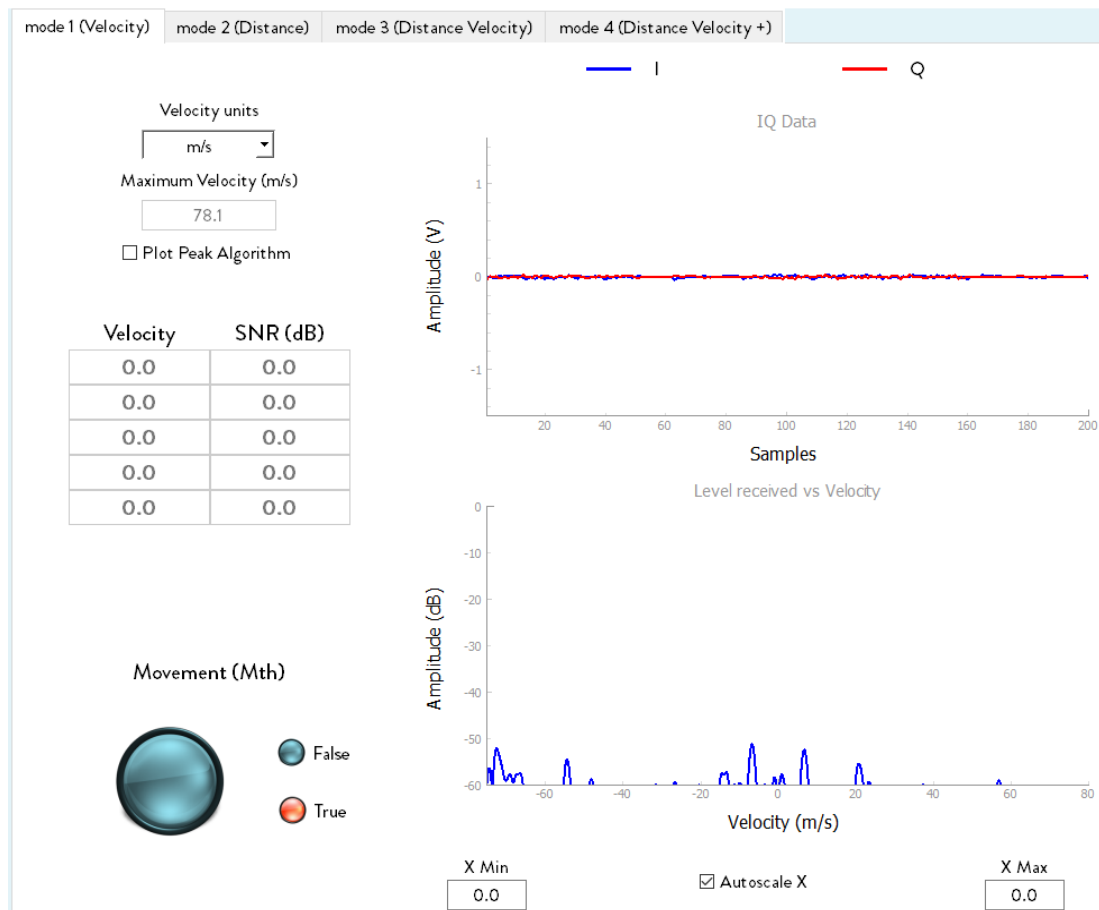 mode 1 (Velocity) mode 2 (Distance) mode 3 (Distance Velocity) mode 4 (Distance Velocity +)
I Q
Velocity units
m/s
Maximum Velocity (m/s)
78.1
Plot Peak Algorithm
Velocity SNR (dB)
0.0 0.0
0.0 0.0
0.0 0.0
0.0 0.0
0.0 0.0
Movement (Mth)
False
True
IQ Data
Amplitude (V)
1
0
-1
20 40 60 80 100 120 140 160 180 200
Samples
Level received vs Velocity
Amplitude (dB)
0
-10
-20
-30
-40
-50
-60
-60 -40 -20 0 20 40 60 80
Velocity (m/s)
X Min
0.0
Autoscale X
X Max
0.0